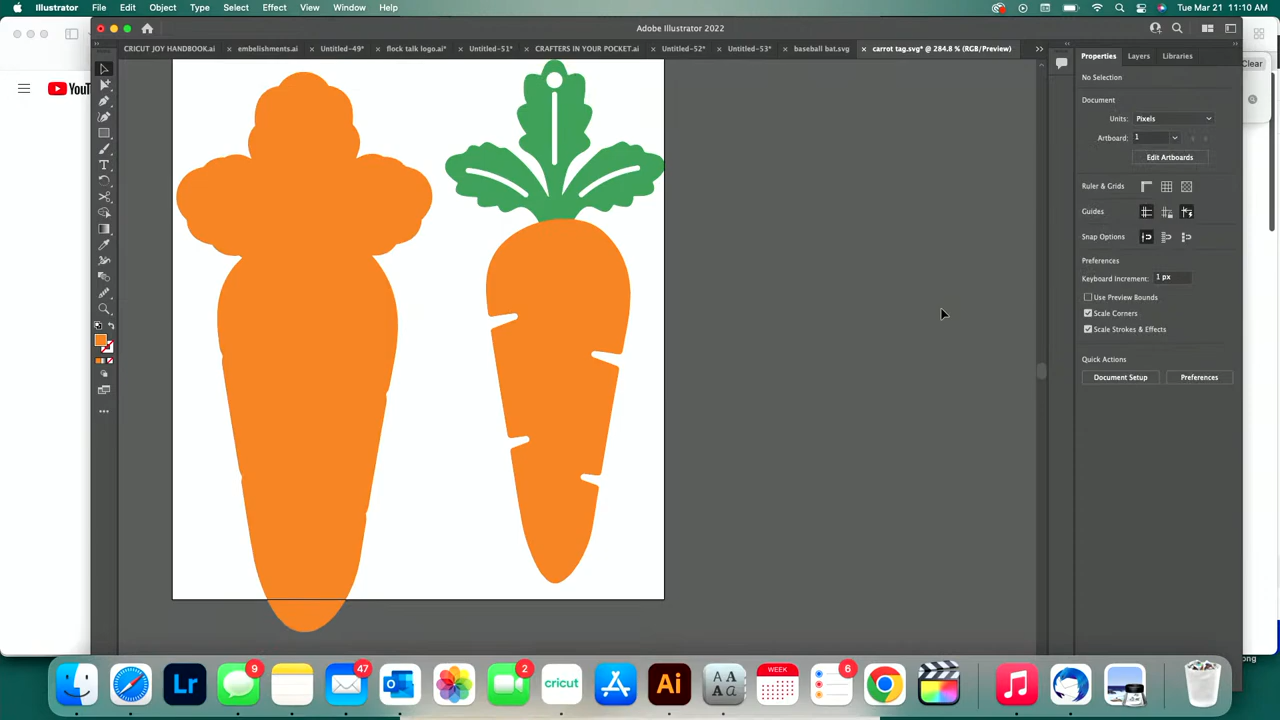 Illustrator File Edit Object Type Select Effect View Window Help Tue Mar 21 11:10 AM
Adobe Illustrator 2022
CRICUT JOY HANDBOOK.ai × embelishments.ai × Untitled-49* × flock talk logo.ai* × Untitled-51* × CRAFTERS IN YOUR POCKET.ai × Untitled-52* × Untitled-53* × baseball bat.svg × carrot tag.svg* @ 284.8 % (RGB/Preview) »
Properties Layers Libraries
Clear
No Selection
YouT
Document
Units: Pixels
Artboard: 1
Edit Artboards
Ruler & Grids
Guides
Snap Options
Preferences
Keyboard Increment: 1 px
Use Preview Bounds
Scale Corners
Scale Strokes & Effects
Quick Actions
Document Setup Preferences
ong
9 47 2 WEEK 6
Lr cricut Ai
A A
A A